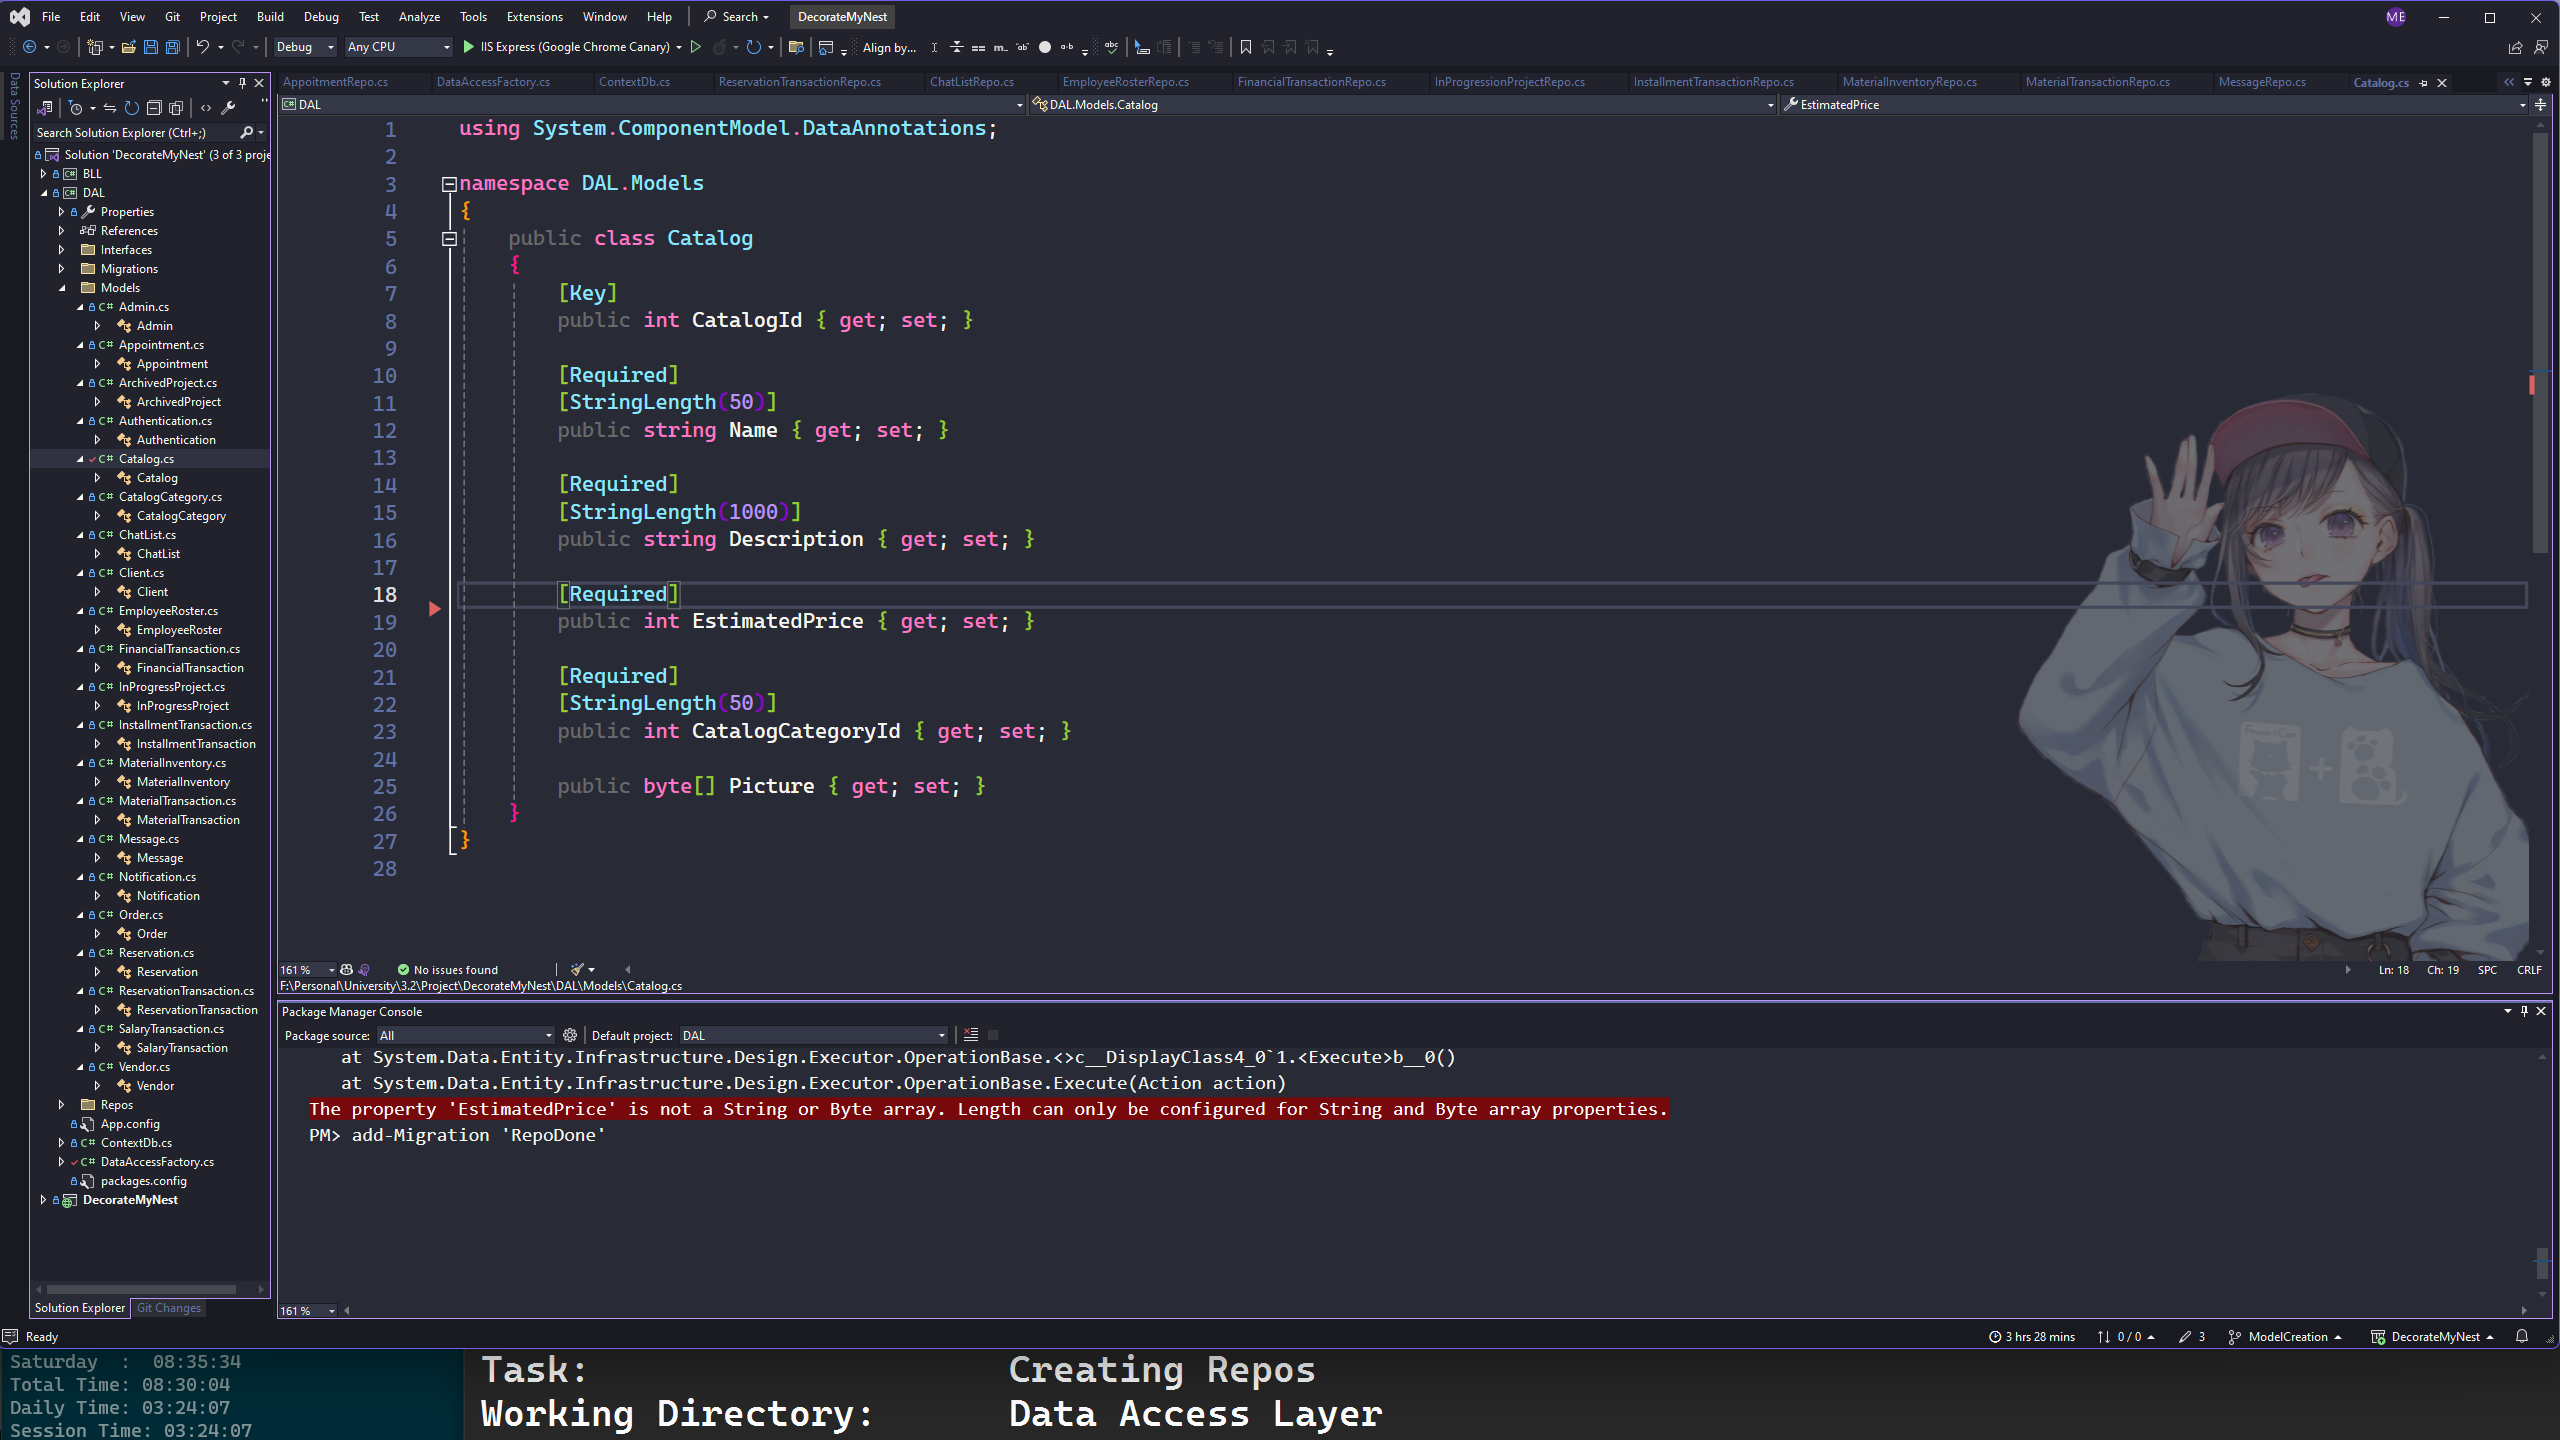 File Edit View Git Project Build Debug Test Analyze Tools Extensions Window Help Search DecorateMyNest ME
Debug Any CPU IIS Express (Google Chrome Canary) Align by...
Data Sources
Solution Explorer
Search Solution Explorer (Ctrl+;)
Solution 'DecorateMyNest' (3 of 3 proje
BLL
DAL
Properties
References
Interfaces
Migrations
Models
Admin.cs
Admin
Appointment.cs
Appointment
ArchivedProject.cs
ArchivedProject
Authentication.cs
Authentication
Catalog.cs
Catalog
CatalogCategory.cs
CatalogCategory
ChatList.cs
ChatList
Client.cs
Client
EmployeeRoster.cs
EmployeeRoster
FinancialTransaction.cs
FinancialTransaction
InProgressProject.cs
InProgressProject
InstallmentTransaction.cs
InstallmentTransaction
MaterialInventory.cs
MaterialInventory
MaterialTransaction.cs
MaterialTransaction
Message.cs
Message
Notification.cs
Notification
Order.cs
Order
Reservation.cs
Reservation
ReservationTransaction.cs
ReservationTransaction
SalaryTransaction.cs
SalaryTransaction
Vendor.cs
Vendor
Repos
App.config
ContextDb.cs
DataAccessFactory.cs
packages.config
DecorateMyNest
Solution Explorer Git Changes
AppoitmentRepo.cs DataAccessFactory.cs ContextDb.cs ReservationTransactionRepo.cs ChatListRepo.cs EmployeeRosterRepo.cs FinancialTransactionRepo.cs InProgressionProjectRepo.cs InstallmentTransactionRepo.cs MaterialInventoryRepo.cs MaterialTransactionRepo.cs MessageRepo.cs Catalog.cs
DAL DAL.Models.Catalog EstimatedPrice
1 using System.ComponentModel.DataAnnotations;
2
3 namespace DAL.Models
4 {
5 public class Catalog
6 {
7 [Key]
8 public int CatalogId { get; set; }
9
10 [Required]
11 [StringLength(50)]
12 public string Name { get; set; }
13
14 [Required]
15 [StringLength(1000)]
16 public string Description { get; set; }
17
18 [Required]
19 public int EstimatedPrice { get; set; }
20
21 [Required]
22 [StringLength(50)]
23 public int CatalogCategoryId { get; set; }
24
25 public byte[] Picture { get; set; }
26 }
27 }
28
161 % No issues found Ln: 18 Ch: 19 SPC CRLF
F:\Personal\University\3.2\Project\DecorateMyNest\DAL\Models\Catalog.cs
Package Manager Console
Package source: All Default project: DAL
at System.Data.Entity.Infrastructure.Design.Executor.OperationBase.<>c__DisplayClass4_0`1.<Execute>b__0()
at System.Data.Entity.Infrastructure.Design.Executor.OperationBase.Execute(Action action)
The property 'EstimatedPrice' is not a String or Byte array. Length can only be configured for String and Byte array properties.
PM> add-Migration 'RepoDone'
161 %
Ready 3 hrs 28 mins 0 / 0 3 ModelCreation DecorateMyNest
Saturday : 08:35:34
Total Time: 08:30:04
Daily Time: 03:24:07
Session Time: 03:24:07
Task: Creating Repos
Working Directory: Data Access Layer